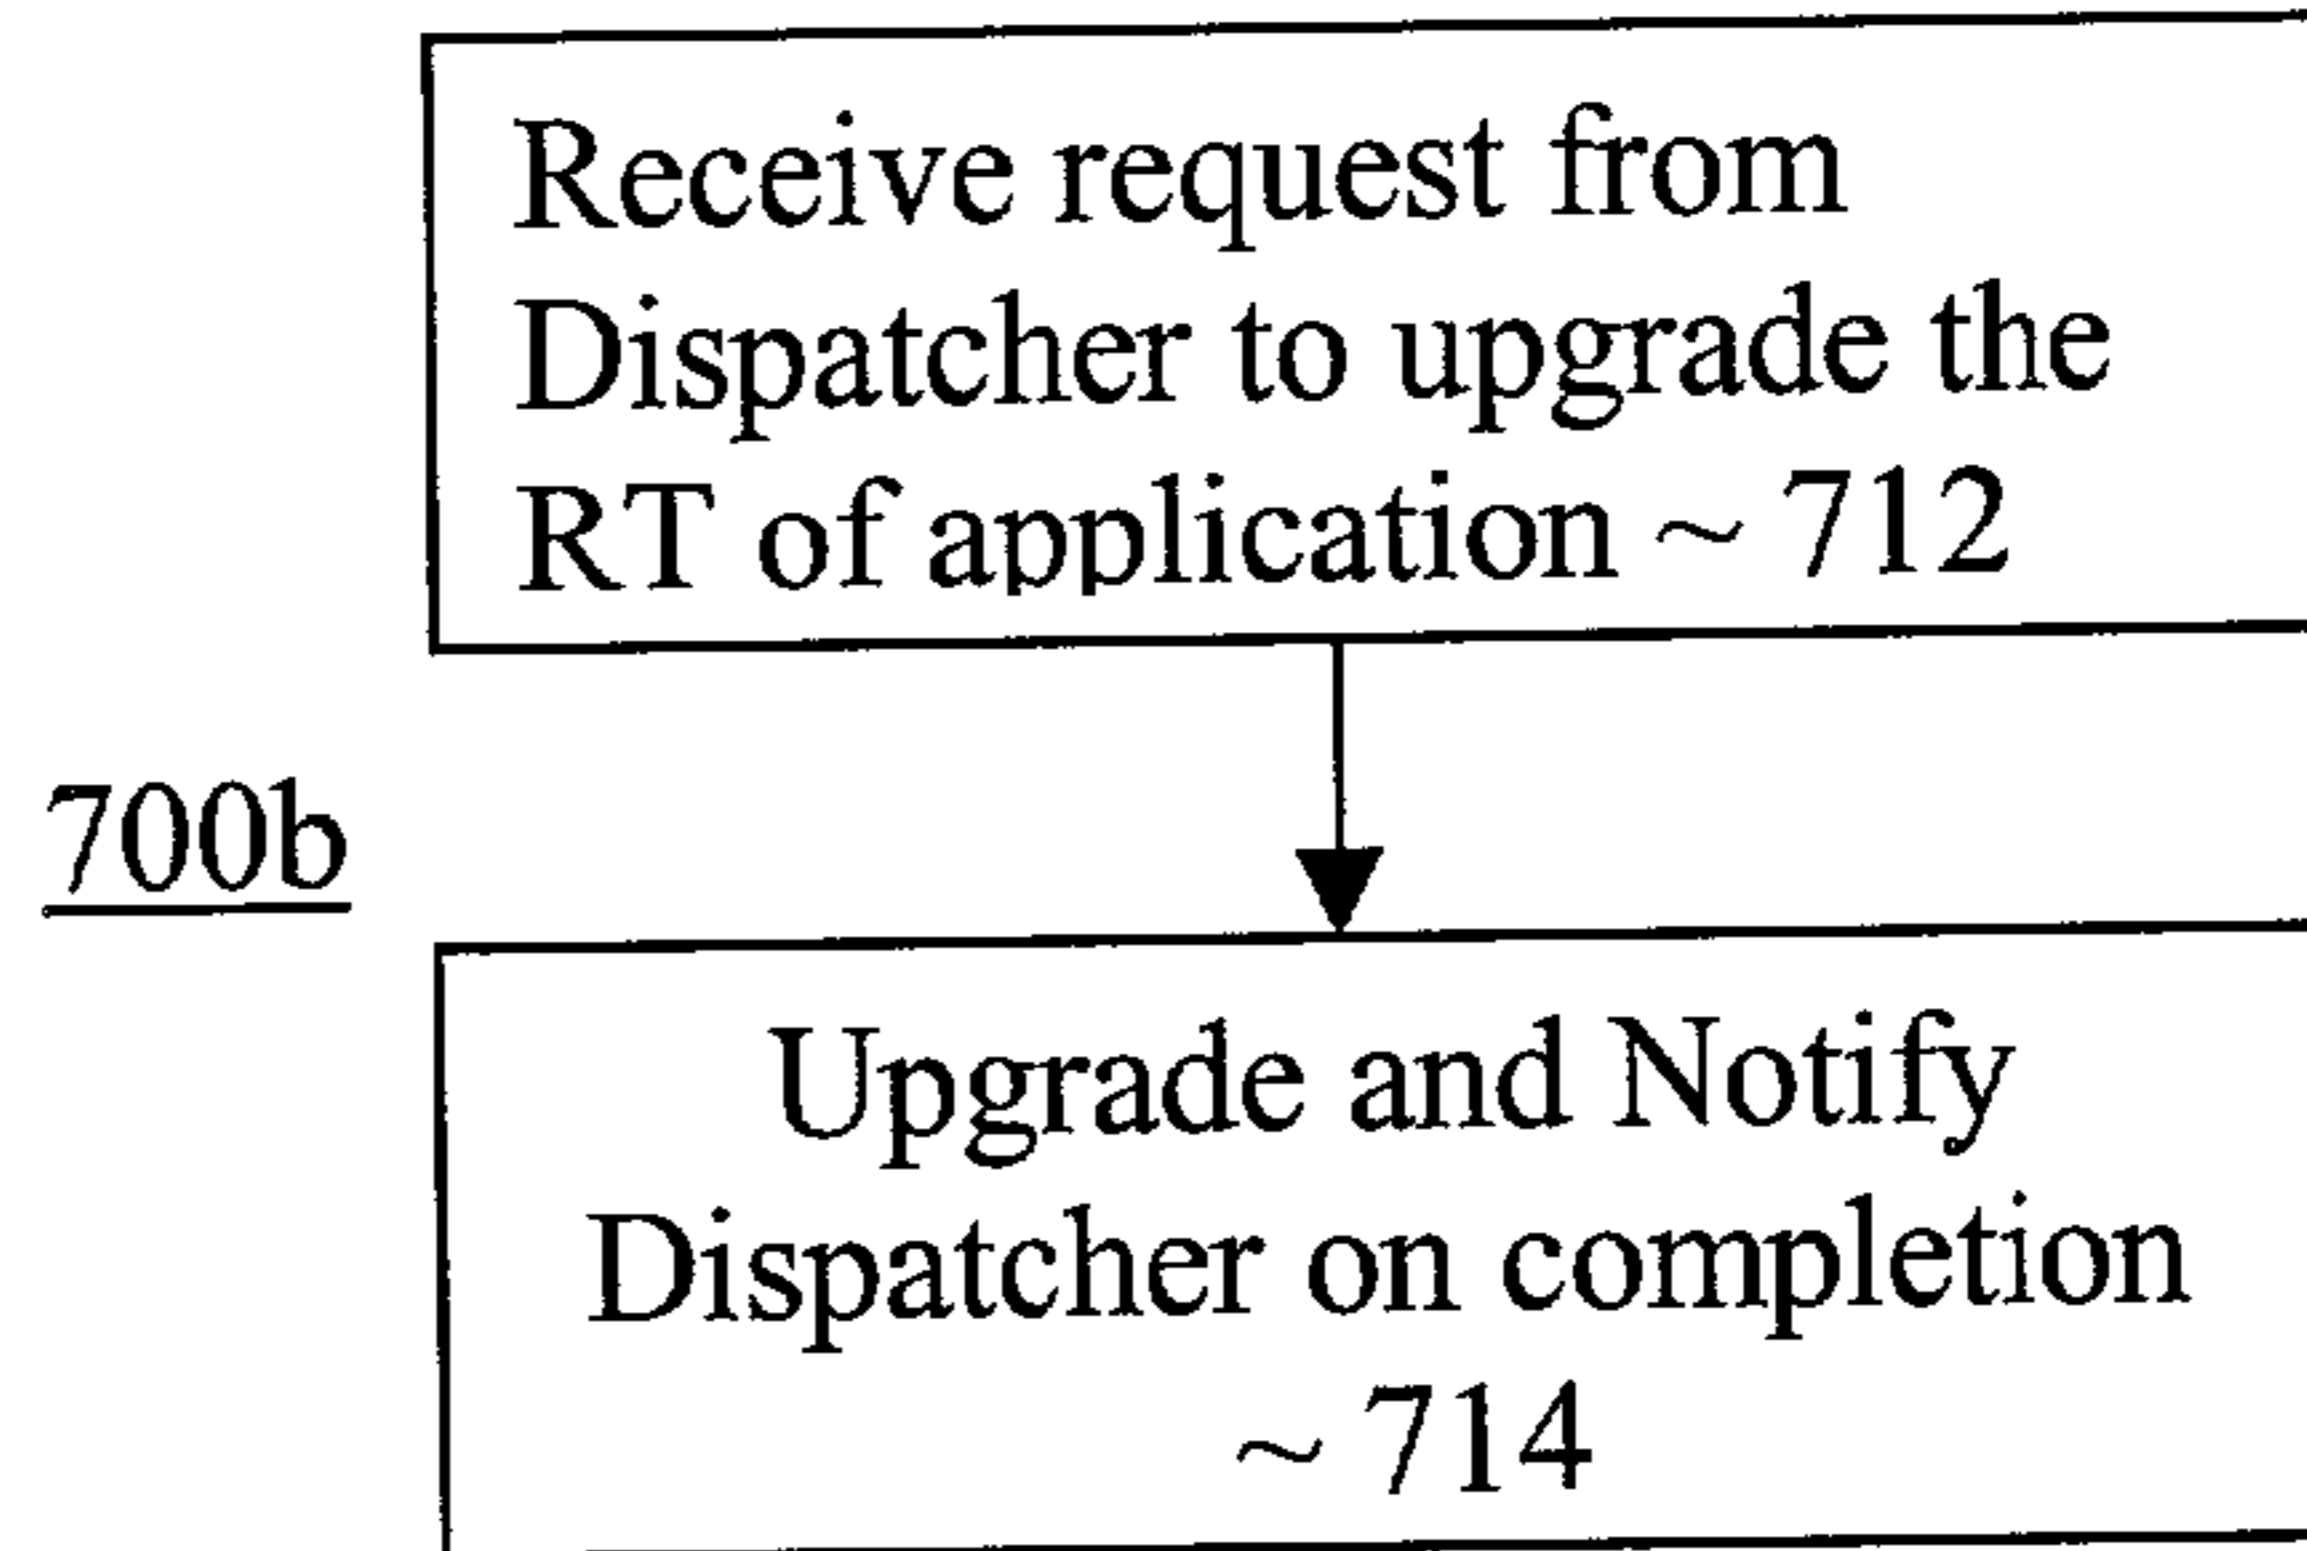 Receive request from
Dispatcher to upgrade the
RT of application ~ 712
700b
Upgrade and Notify
Dispatcher on completion
~ 714